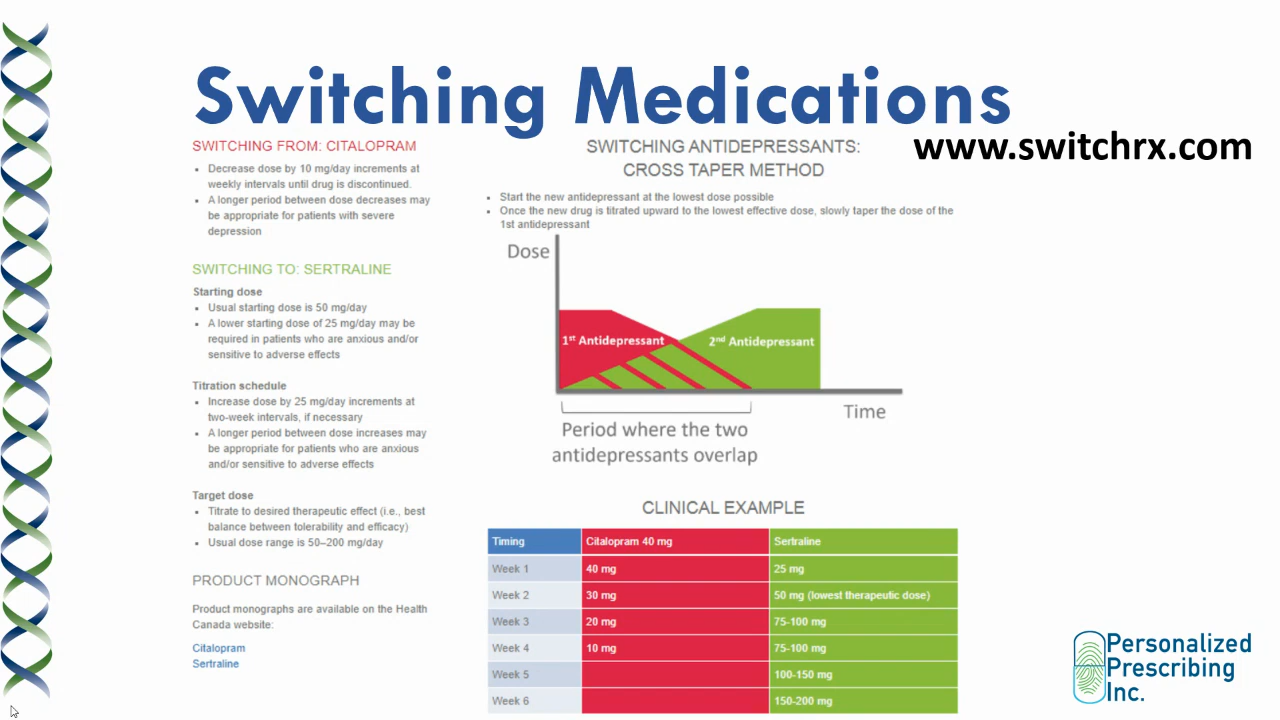 Switching Medications
www.switchrx.com
SWITCHING FROM: CITALOPRAM
Decrease dose by 10 mg/day increments at
weekly intervals until drug is discontinued.
A longer period between dose decreases may
be appropriate for patients with severe
depression
SWITCHING TO: SERTRALINE
Starting dose
Usual starting dose is 50 mg/day
A lower starting dose of 25 mg/day may be
required in patients who are anxious and/or
sensitive to adverse effects
Titration schedule
Increase dose by 25 mg/day increments at
two-week intervals, if necessary
A longer period between dose increases may
be appropriate for patients who are anxious
and/or sensitive to adverse effects
Target dose
Titrate to desired therapeutic effect (i.e., best
balance between tolerability and efficacy)
Usual dose range is 50–200 mg/day
PRODUCT MONOGRAPH
Product monographs are available on the Health
Canada website:
Citalopram
Sertraline
SWITCHING ANTIDEPRESSANTS:
CROSS TAPER METHOD
Start the new antidepressant at the lowest dose possible
Once the new drug is titrated upward to the lowest effective dose, slowly taper the dose of the
1st antidepressant
Dose
1st Antidepressant
2nd Antidepressant
Time
Period where the two
antidepressants overlap
CLINICAL EXAMPLE
Timing Citalopram 40 mg Sertraline
Week 1 40 mg 25 mg
Week 2 30 mg 50 mg (lowest therapeutic dose)
Week 3 20 mg 75-100 mg
Week 4 10 mg 75-100 mg
Week 5 100-150 mg
Week 6 150-200 mg
Personalized
Prescribing
Inc.